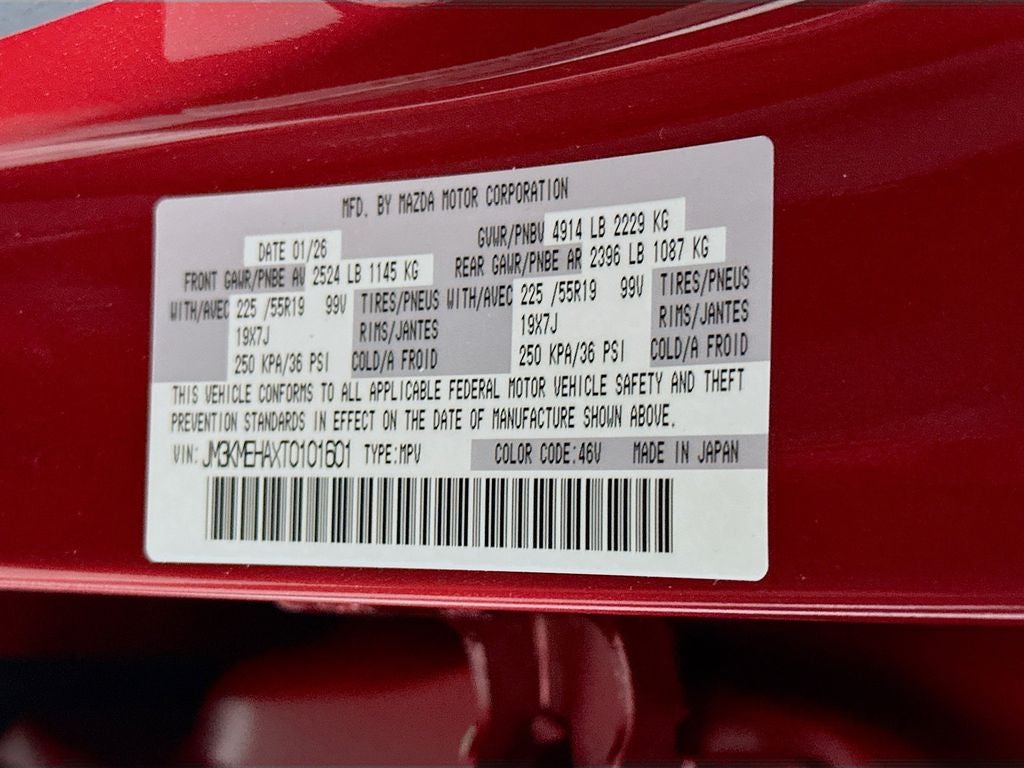 MFD. BY MAZDA MOTOR CORPORATION
DATE 01/26 GVWR/PNBV 4914 LB 2229 KG
FRONT GAWR/PNBE AV 2524 LB 1145 KG REAR GAWR/PNBE AR 2396 LB 1087 KG
WITH/AVEC 225 /55R19 99V TIRES/PNEUS WITH/AVEC 225 /55R19 99V TIRES/PNEUS
19X7J RIMS/JANTES 19X7J RIMS/JANTES
250 KPA/36 PSI COLD/A FROID 250 KPA/36 PSI COLD/A FROID
THIS VEHICLE CONFORMS TO ALL APPLICABLE FEDERAL MOTOR VEHICLE SAFETY AND THEFT
PREVENTION STANDARDS IN EFFECT ON THE DATE OF MANUFACTURE SHOWN ABOVE.
VIN: JM3KMEHAXT0101601 TYPE:MPV COLOR CODE:46V MADE IN JAPAN